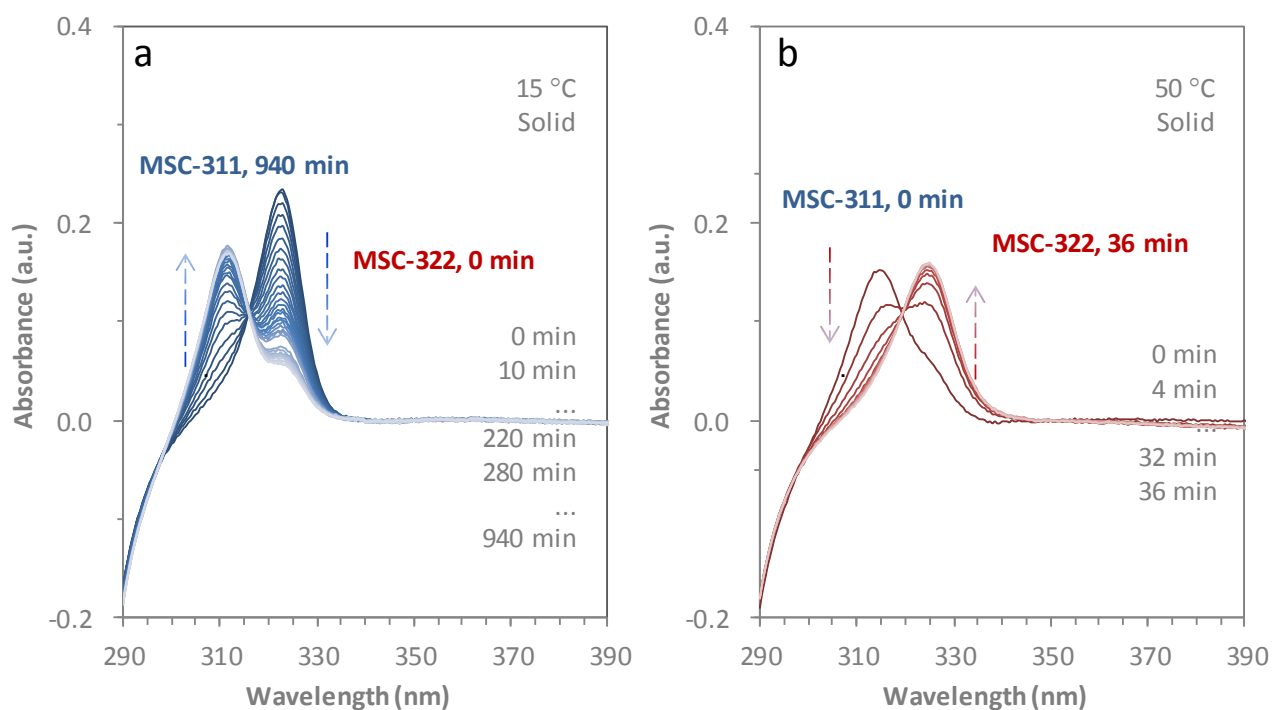 a
15 °C
Solid
MSC-311, 940 min
MSC-322, 0 min
0 min
10 min
...
220 min
280 min
...
940 min
0.4
0.2
0.0
-0.2
Absorbance (a.u.)
290 310 330 350 370 390
Wavelength (nm)
b
50 °C
Solid
MSC-311, 0 min
MSC-322, 36 min
0 min
4 min
...
32 min
36 min
0.4
0.2
0.0
-0.2
Absorbance (a.u.)
290 310 330 350 370 390
Wavelength (nm)